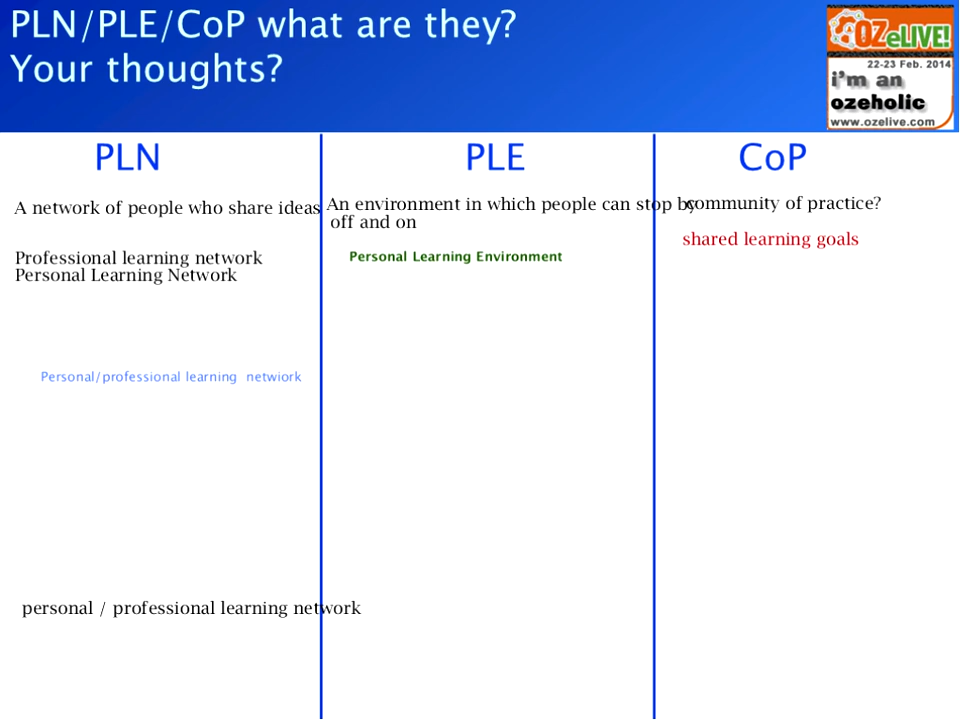 PLN/PLE/CoP what are they?
Your thoughts?
OZeLIVE!
22-23 Feb. 2014
i'm an
ozeholic
www.ozelive.com
PLN
A network of people who share ideas
Professional learning network
Personal Learning Network
Personal/professional learning netwiork
personal / professional learning network
PLE
An environment in which people can stop by
off and on
Personal Learning Environment
CoP
community of practice?
shared learning goals